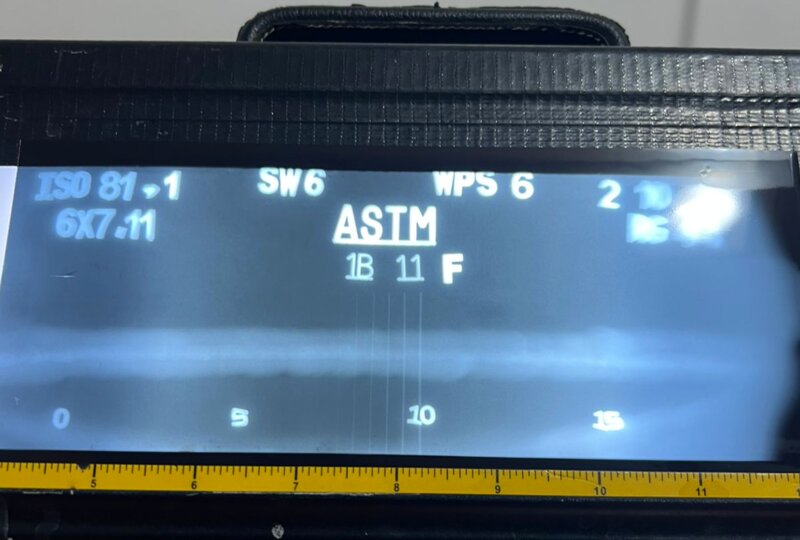 ISO 81.1 SW6 WPS 6 2
6X7.11 ASTM
1B 11 F
0 5 10 15
5 6 7 8 9 10 11